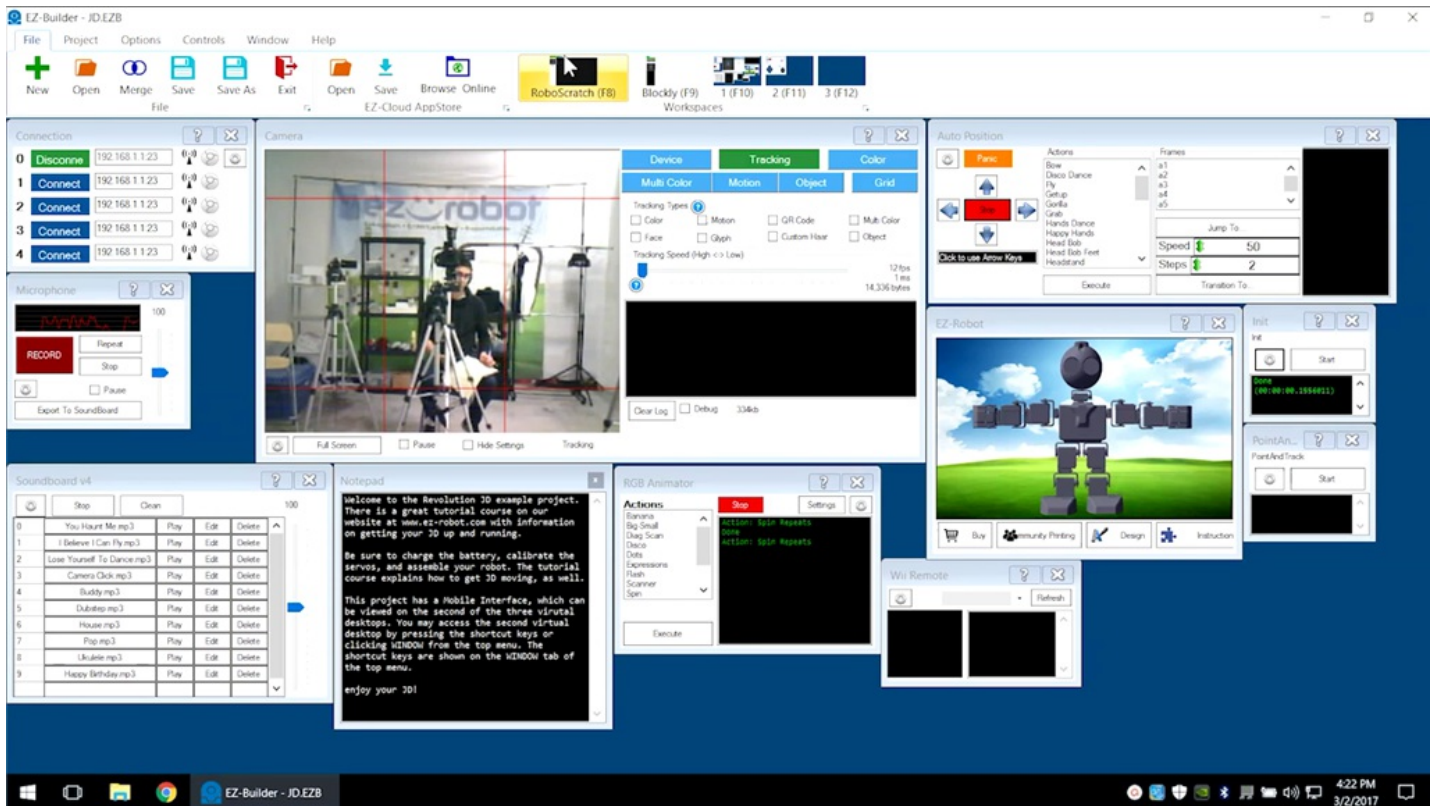 EZ-Builder - JD.EZB
File Project Options Controls Window Help
New Open Merge Save Save As Exit Open Save Browse Online RoboScratch (F8) Blockly (F9) 1 (F10) 2 (F11) 3 (F12)
File EZ-Cloud AppStore Workspaces
Connection
0 Disconne 192.168.1.1:23
1 Connect 192.168.1.1:23
2 Connect 192.168.1.1:23
3 Connect 192.168.1.1:23
4 Connect 192.168.1.1:23
Microphone
100
RECORD Repeat
Stop
Pause
Export To SoundBoard
Camera
ez robot
Device Tracking Color
Multi Color Motion Object Grid
Tracking Types
Color Motion QR Code Multi Color
Face Glyph Custom Haar Object
Tracking Speed (High <-> Low)
12 fps
1 ms
14,336 bytes
Clear Log Debug 334kb
Full Screen Pause Hide Settings Tracking
Auto Position
Panic
Stop
Click to use Arrow Keys
Actions
Bow
Disco Dance
Fly
Getup
Gorilla
Grab
Hands Dance
Happy Hands
Head Bob
Head Bob Feet
Headstand
Execute
Frames
a1
a2
a3
a4
a5
Jump To...
Speed 50
Steps 2
Transition To...
EZ-Robot
Buy mmunity Printing Design Instruction
Init
Init
Start
Done
(00:00:00.1556011)
PointAn...
PointAndTrack
Start
Soundboard v4
Stop Clean 100
0 You Haunt Me.mp3 Play Edit Delete
1 I Believe I Can Fly.mp3 Play Edit Delete
2 Lose Yourself To Dance.mp3 Play Edit Delete
3 Camera Click.mp3 Play Edit Delete
4 Buddy.mp3 Play Edit Delete
5 Dubstep.mp3 Play Edit Delete
6 House.mp3 Play Edit Delete
7 Pop.mp3 Play Edit Delete
8 Ukulele.mp3 Play Edit Delete
9 Happy Birthday.mp3 Play Edit Delete
Notepad
Welcome to the Revolution JD example project.
There is a great tutorial course on our
website at www.ez-robot.com with information
on getting your JD up and running.
Be sure to charge the battery, calibrate the
servos, and assemble your robot. The tutorial
course explains how to get JD moving, as well.
This project has a Mobile Interface, which can
be viewed on the second of the three virutal
desktops. You may access the second virtual
desktop by pressing the shortcut keys or
clicking WINDOW from the top menu. The
shortcut keys are shown on the WINDOW tab of
the top menu.
enjoy your JD!
RGB Animator
Actions
Banana
Big Small
Diag Scan
Disco
Dots
Expressions
Flash
Scanner
Spin
Execute
Stop Settings
Action: Spin Repeats
Done
Action: Spin Repeats
Wii Remote
Refresh
EZ-Builder - JD.EZB
4:22 PM
3/2/2017